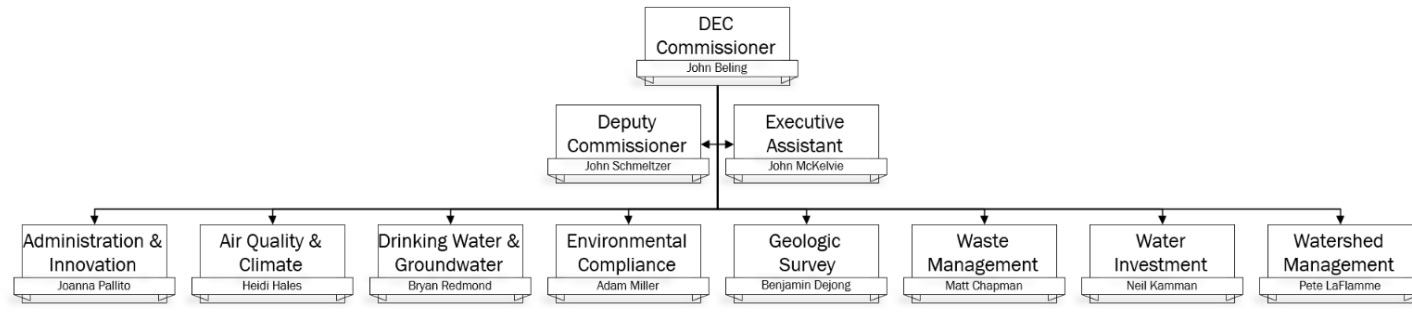 DEC
Commissioner
John Beling
Deputy
Commissioner
John Schmeltzer
Executive
Assistant
John McKelvie
Administration &
Innovation
Joanna Pallito
Air Quality &
Climate
Heidi Hales
Drinking Water &
Groundwater
Bryan Redmond
Environmental
Compliance
Adam Miller
Geologic
Survey
Benjamin Dejong
Waste
Management
Matt Chapman
Water
Investment
Neil Kamman
Watershed
Management
Pete LaFlamme